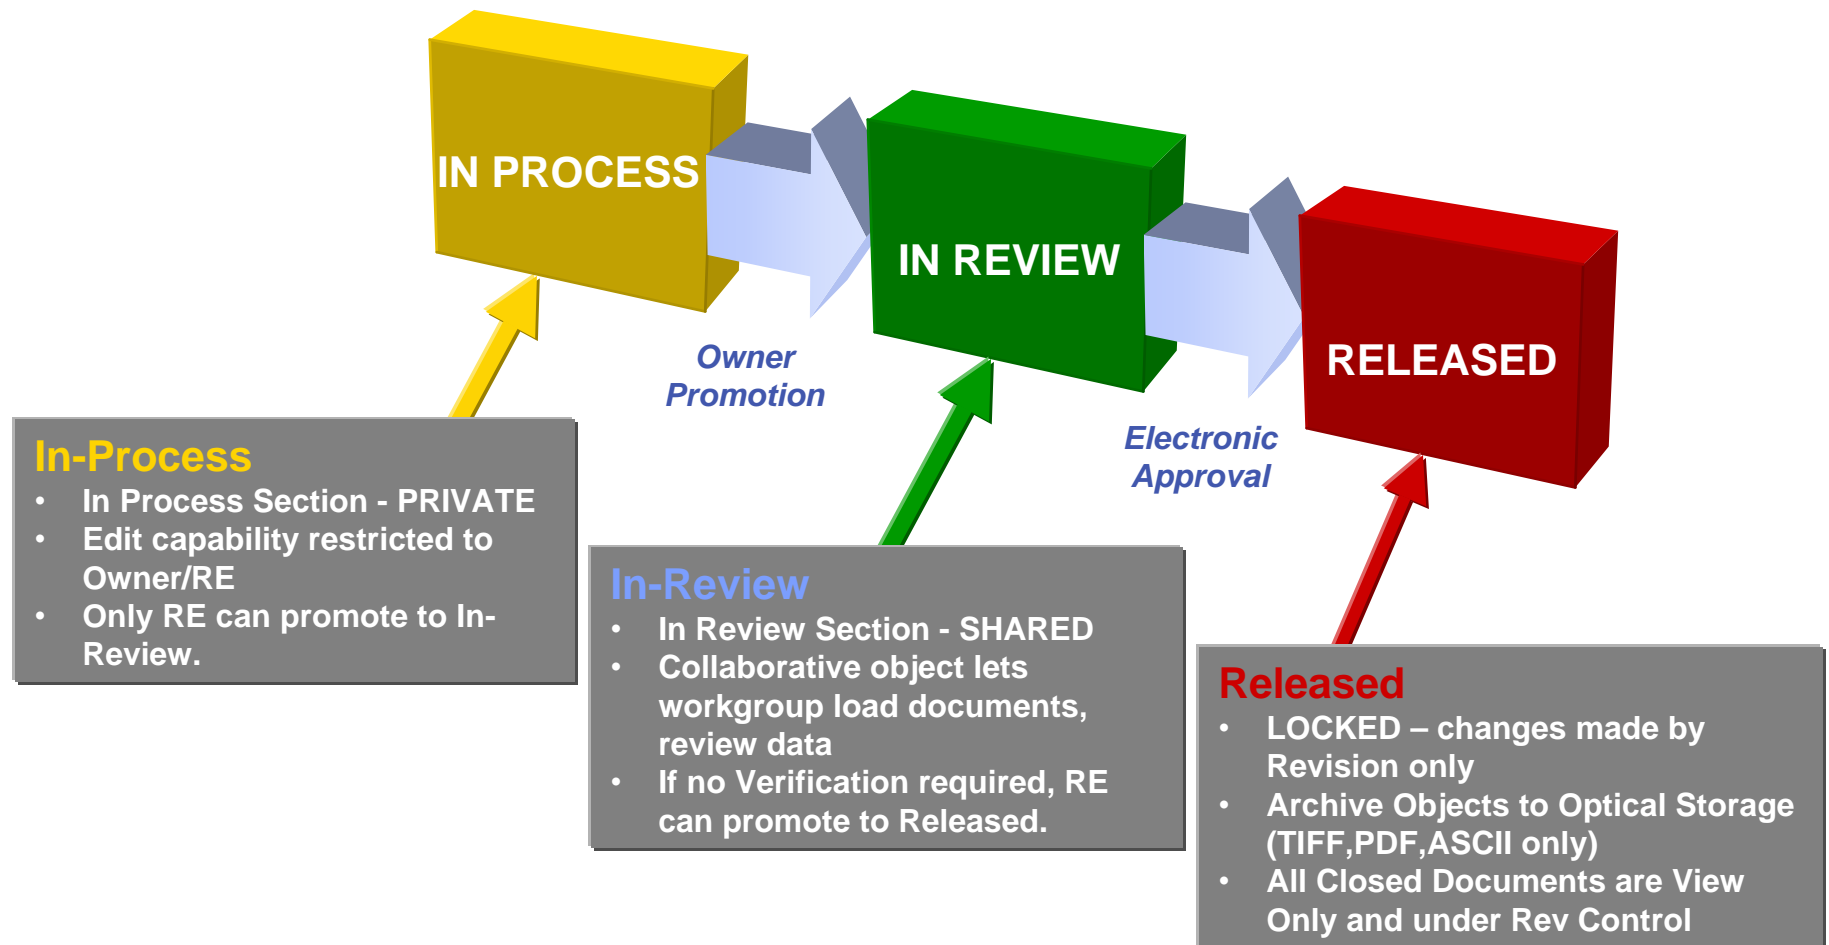 IN PROCESS
IN REVIEW
RELEASED
Owner
Promotion
Electronic
Approval
In-Process
• In Process Section - PRIVATE
• Edit capability restricted to
Owner/RE
• Only RE can promote to In-
Review.
In-Review
• In Review Section - SHARED
• Collaborative object lets
workgroup load documents,
review data
• If no Verification required, RE
can promote to Released.
Released
• LOCKED – changes made by
Revision only
• Archive Objects to Optical Storage
(TIFF,PDF,ASCII only)
• All Closed Documents are View
Only and under Rev Control